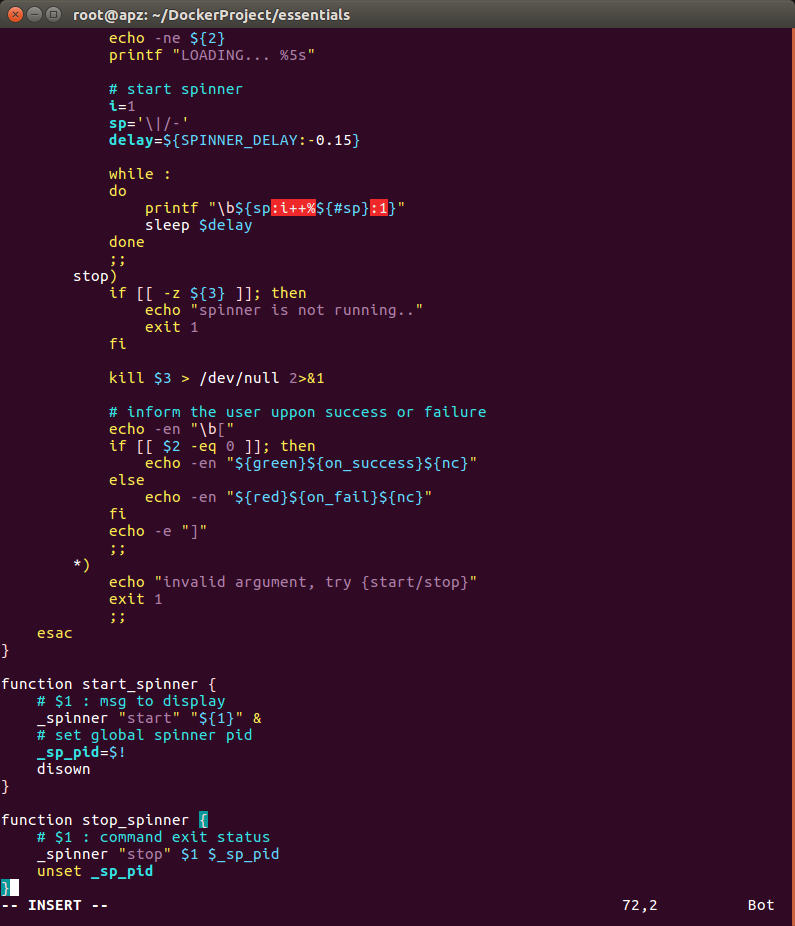 root@apz: ~/DockerProject/essentials
echo -ne ${2}
printf "LOADING... %5s"
# start spinner
i=1
sp='\|/-'
delay=${SPINNER_DELAY:-0.15}
while :
do
printf "\b${sp:i++%${#sp}:1}"
sleep $delay
done
;;
stop)
if [[ -z ${3} ]]; then
echo "spinner is not running.."
exit 1
fi
kill $3 > /dev/null 2>&1
# inform the user uppon success or failure
echo -en "\b["
if [[ $2 -eq 0 ]]; then
echo -en "${green}${on_success}${nc}"
else
echo -en "${red}${on_fail}${nc}"
fi
echo -e "]"
;;
*)
echo "invalid argument, try {start/stop}"
exit 1
;;
esac
}
function start_spinner {
# $1 : msg to display
_spinner "start" "${1}" &
# set global spinner pid
_sp_pid=$!
disown
}
function stop_spinner {
# $1 : command exit status
_spinner "stop" $1 $_sp_pid
unset _sp_pid
}
-- INSERT -- 72,2 Bot